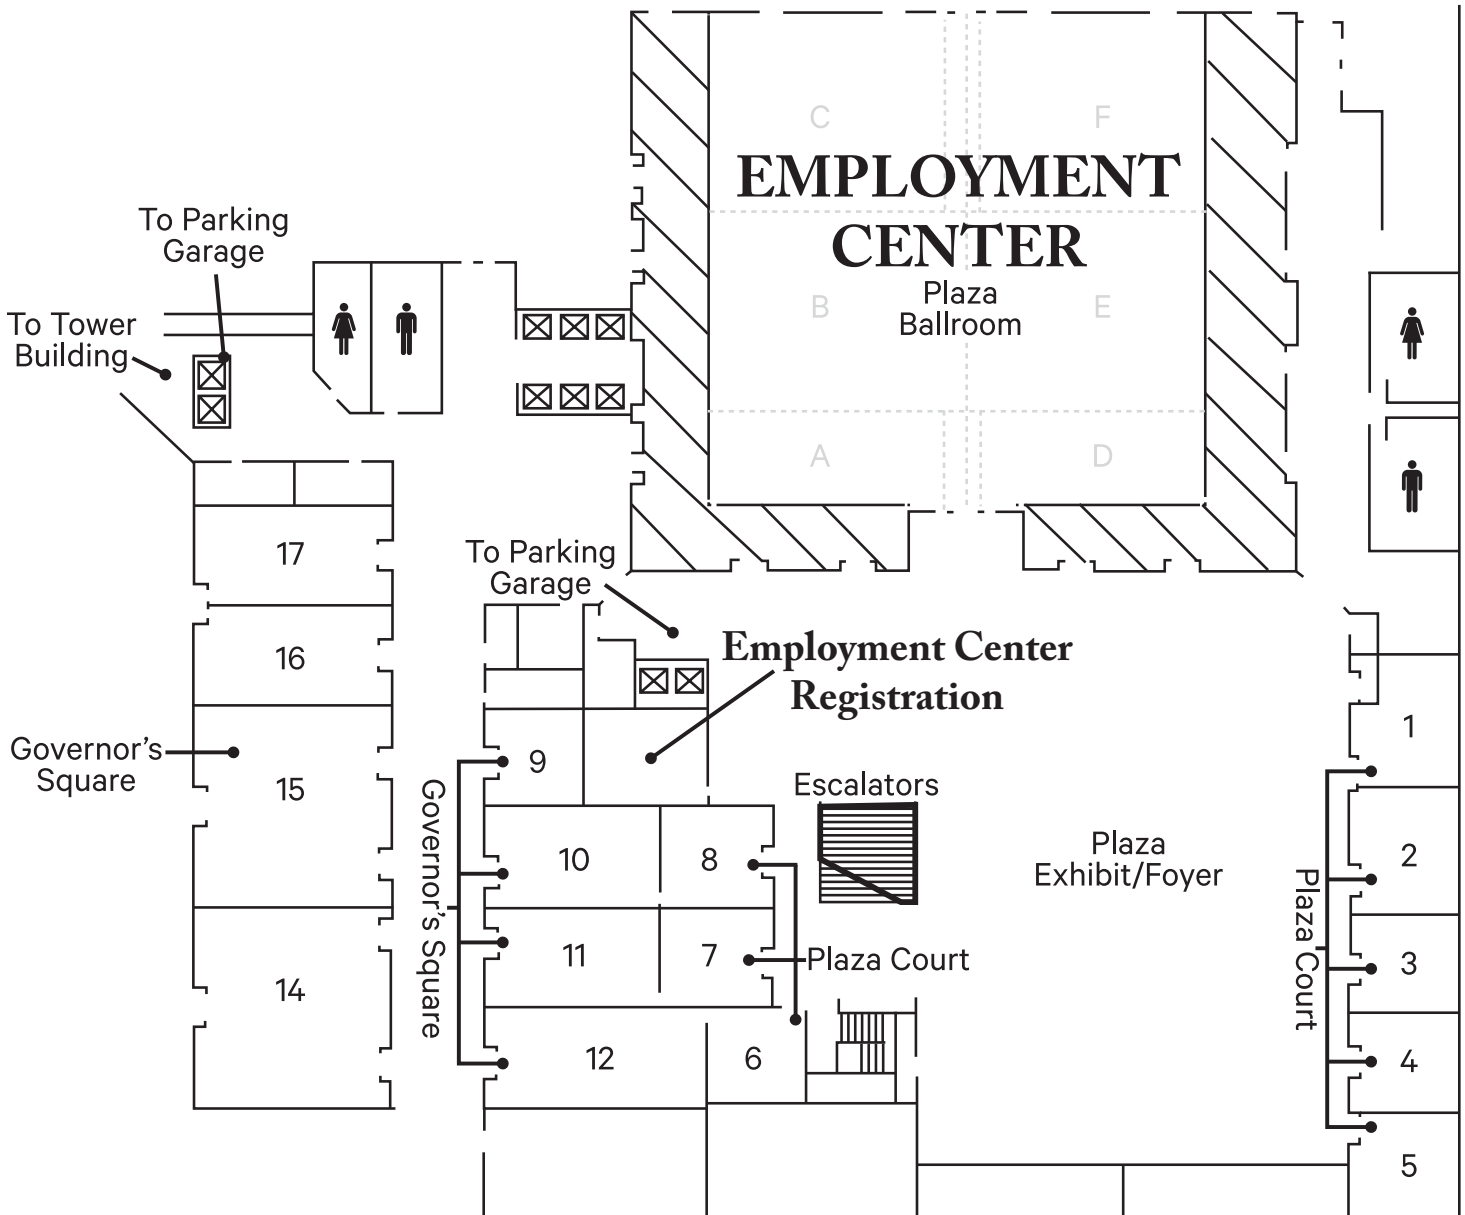 C
F
EMPLOYMENT
CENTER
Plaza
Ballroom
B
E
A
D
To Parking
Garage
To Tower
Building
17
16
15
14
Governor's
Square
To Parking
Garage
Employment Center
Registration
9
10
11
12
Governor's Square
8
7
6
Escalators
Plaza Court
Plaza
Exhibit/Foyer
Plaza Court
1
2
3
4
5